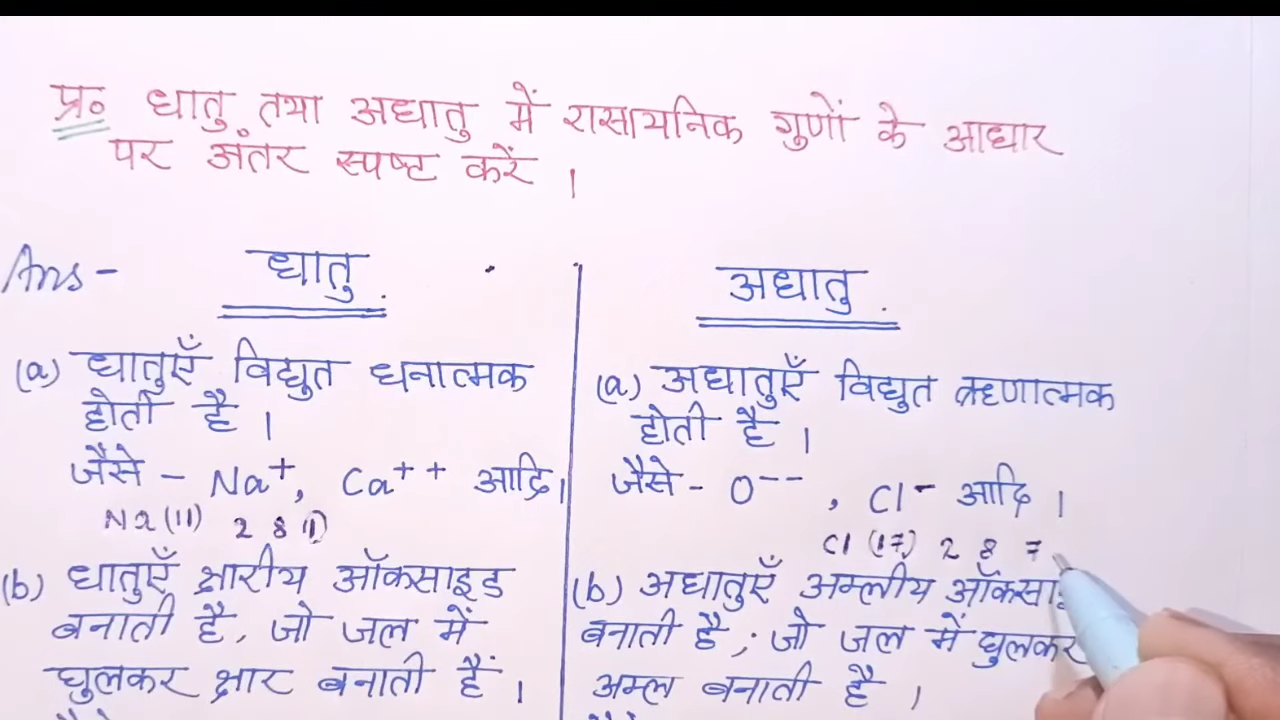 प्र० धातु तथा अधातु में रासायनिक गुणों के आधार
पर अंतर स्पष्ट करें ।
Ans -
धातु
(a) धातुएँ विद्युत धनात्मक
होती है ।
जैसे - Na+, Ca++ आदि।
Na (11) 2 8 1
(b) धातुएँ क्षारीय ऑक्साइड
बनाती है, जो जल में
घुलकर क्षार बनाती हैं ।
अधातु
(a) अधातुएँ विद्युत ऋणात्मक
होती है ।
जैसे - O-- , Cl- आदि ।
Cl (17) 2 8 7
(b) अधातुएँ अम्लीय
बनाती है ; जो जल में घुलकर
अम्ल बनाती है ।